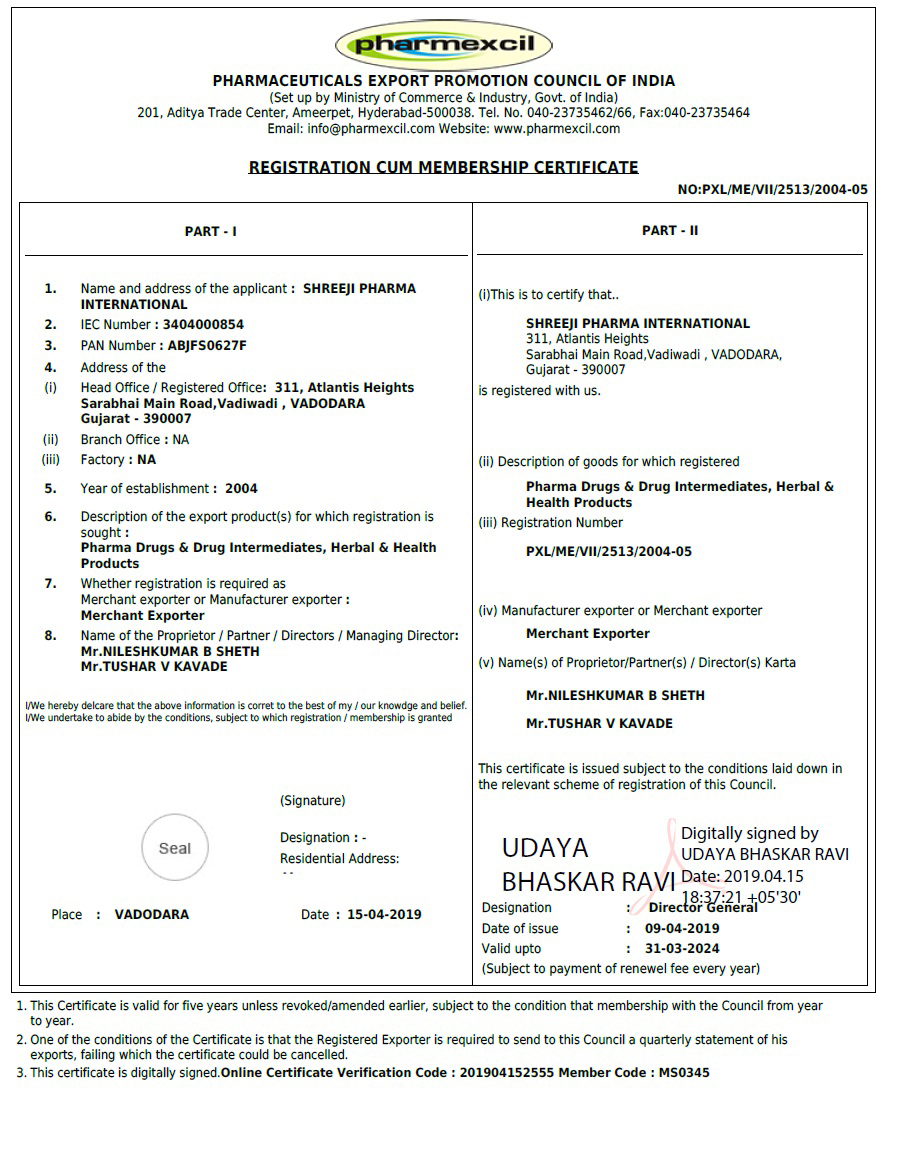 pharmexcil
PHARMACEUTICALS EXPORT PROMOTION COUNCIL OF INDIA
(Set up by Ministry of Commerce & Industry, Govt. of India)
201, Aditya Trade Center, Ameerpet, Hyderabad-500038. Tel. No. 040-23735462/66, Fax:040-23735464
Email: info@pharmexcil.com Website: www.pharmexcil.com
REGISTRATION CUM MEMBERSHIP CERTIFICATE
NO:PXL/ME/VII/2513/2004-05
PART - I
1. Name and address of the applicant : SHREEJI PHARMA
INTERNATIONAL
2. IEC Number : 3404000854
3. PAN Number : ABJFS0627F
4. Address of the
(i) Head Office / Registered Office: 311, Atlantis Heights
Sarabhai Main Road,Vadiwadi , VADODARA
Gujarat - 390007
(ii) Branch Office : NA
(iii) Factory : NA
5. Year of establishment : 2004
6. Description of the export product(s) for which registration is
sought :
Pharma Drugs & Drug Intermediates, Herbal & Health
Products
7. Whether registration is required as
Merchant exporter or Manufacturer exporter :
Merchant Exporter
8. Name of the Proprietor / Partner / Directors / Managing Director:
Mr.NILESHKUMAR B SHETH
Mr.TUSHAR V KAVADE
I/We hereby delcare that the above information is corret to the best of my / our knowdge and belief.
I/We undertake to abide by the conditions, subject to which registration / membership is granted
(Signature)
Seal
Designation : -
Residential Address:
- -
Place : VADODARA Date : 15-04-2019
PART - II
(i)This is to certify that..
SHREEJI PHARMA INTERNATIONAL
311, Atlantis Heights
Sarabhai Main Road,Vadiwadi , VADODARA,
Gujarat - 390007
is registered with us.
(ii) Description of goods for which registered
Pharma Drugs & Drug Intermediates, Herbal &
Health Products
(iii) Registration Number
PXL/ME/VII/2513/2004-05
(iv) Manufacturer exporter or Merchant exporter
Merchant Exporter
(v) Name(s) of Proprietor/Partner(s) / Director(s) Karta
Mr.NILESHKUMAR B SHETH
Mr.TUSHAR V KAVADE
This certificate is issued subject to the conditions laid down in
the relevant scheme of registration of this Council.
UDAYA
BHASKAR RAVI
Digitally signed by
UDAYA BHASKAR RAVI
Date: 2019.04.15
18:37:21 +05'30'
Designation : Director General
Date of issue : 09-04-2019
Valid upto : 31-03-2024
(Subject to payment of renewel fee every year)
1. This Certificate is valid for five years unless revoked/amended earlier, subject to the condition that membership with the Council from year
to year.
2. One of the conditions of the Certificate is that the Registered Exporter is required to send to this Council a quarterly statement of his
exports, failing which the certificate could be cancelled.
3. This certificate is digitally signed.Online Certificate Verification Code : 201904152555 Member Code : MS0345